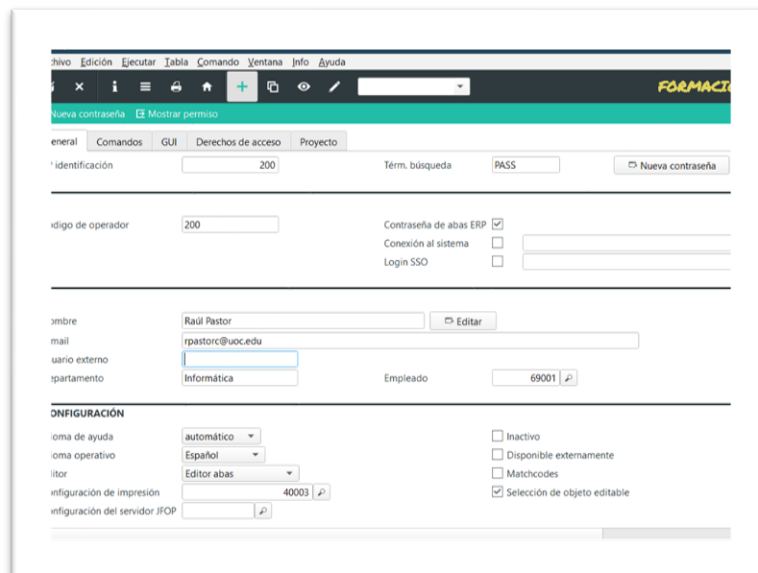 chivo Edición Ejecutar Tabla Comando Ventana Info Ayuda
FORMACI
Nueva contraseña Mostrar permiso
eneral Comandos GUI Derechos de acceso Proyecto
identificación 200 Térm. búsqueda PASS Nueva contraseña
digo de operador 200 Contraseña de abas ERP
Conexión al sistema
Login SSO
ombre Raúl Pastor Editar
mail rpastorc@uoc.edu
uario externo
epartamento Informática Empleado 69001
ONFIGURACIÓN
ioma de ayuda automático Inactivo
ioma operativo Español Disponible externamente
itor Editor abas Matchcodes
nfiguración de impresión 40003 Selección de objeto editable
nfiguración del servidor JFOP